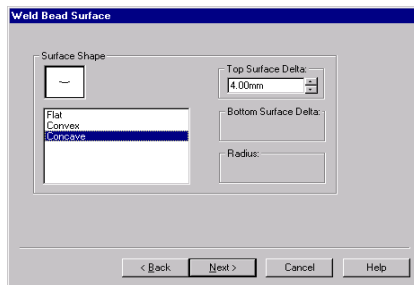 Weld Bead Surface
Surface Shape
Top Surface Delta:
4.00mm
Flat
Convex
Concave
Bottom Surface Delta:
Radius:
< Back
Next >
Cancel
Help